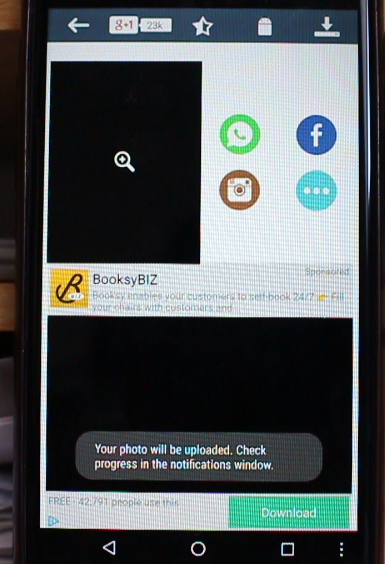 g+1 23k
Sponsored
BooksyBIZ
Booksy enables your customers to self-book 24/7 👉 Fill
your chairs with customers and
Your photo will be uploaded. Check
progress in the notifications window.
FREE · 42,791 people use this
Download